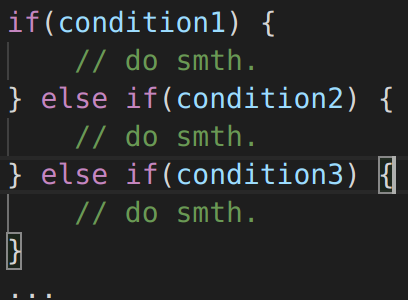 if(condition1) {
    // do smth.
} else if(condition2) {
    // do smth.
} else if(condition3) {
    // do smth.
}
...